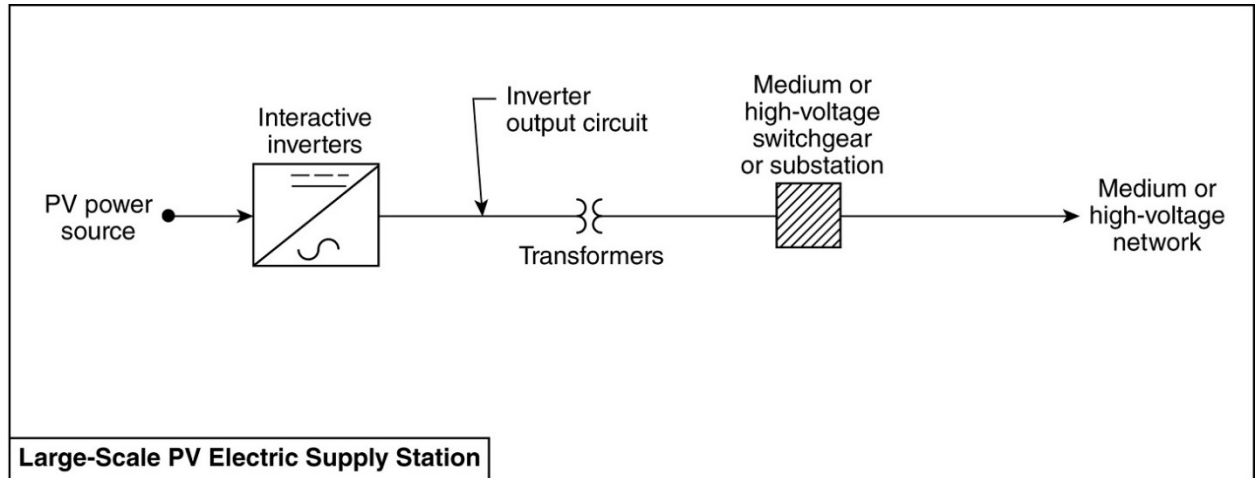 PV power
source
Interactive
inverters
Inverter
output circuit
Transformers
Medium or
high-voltage
switchgear
or substation
Medium or
high-voltage
network
Large-Scale PV Electric Supply Station